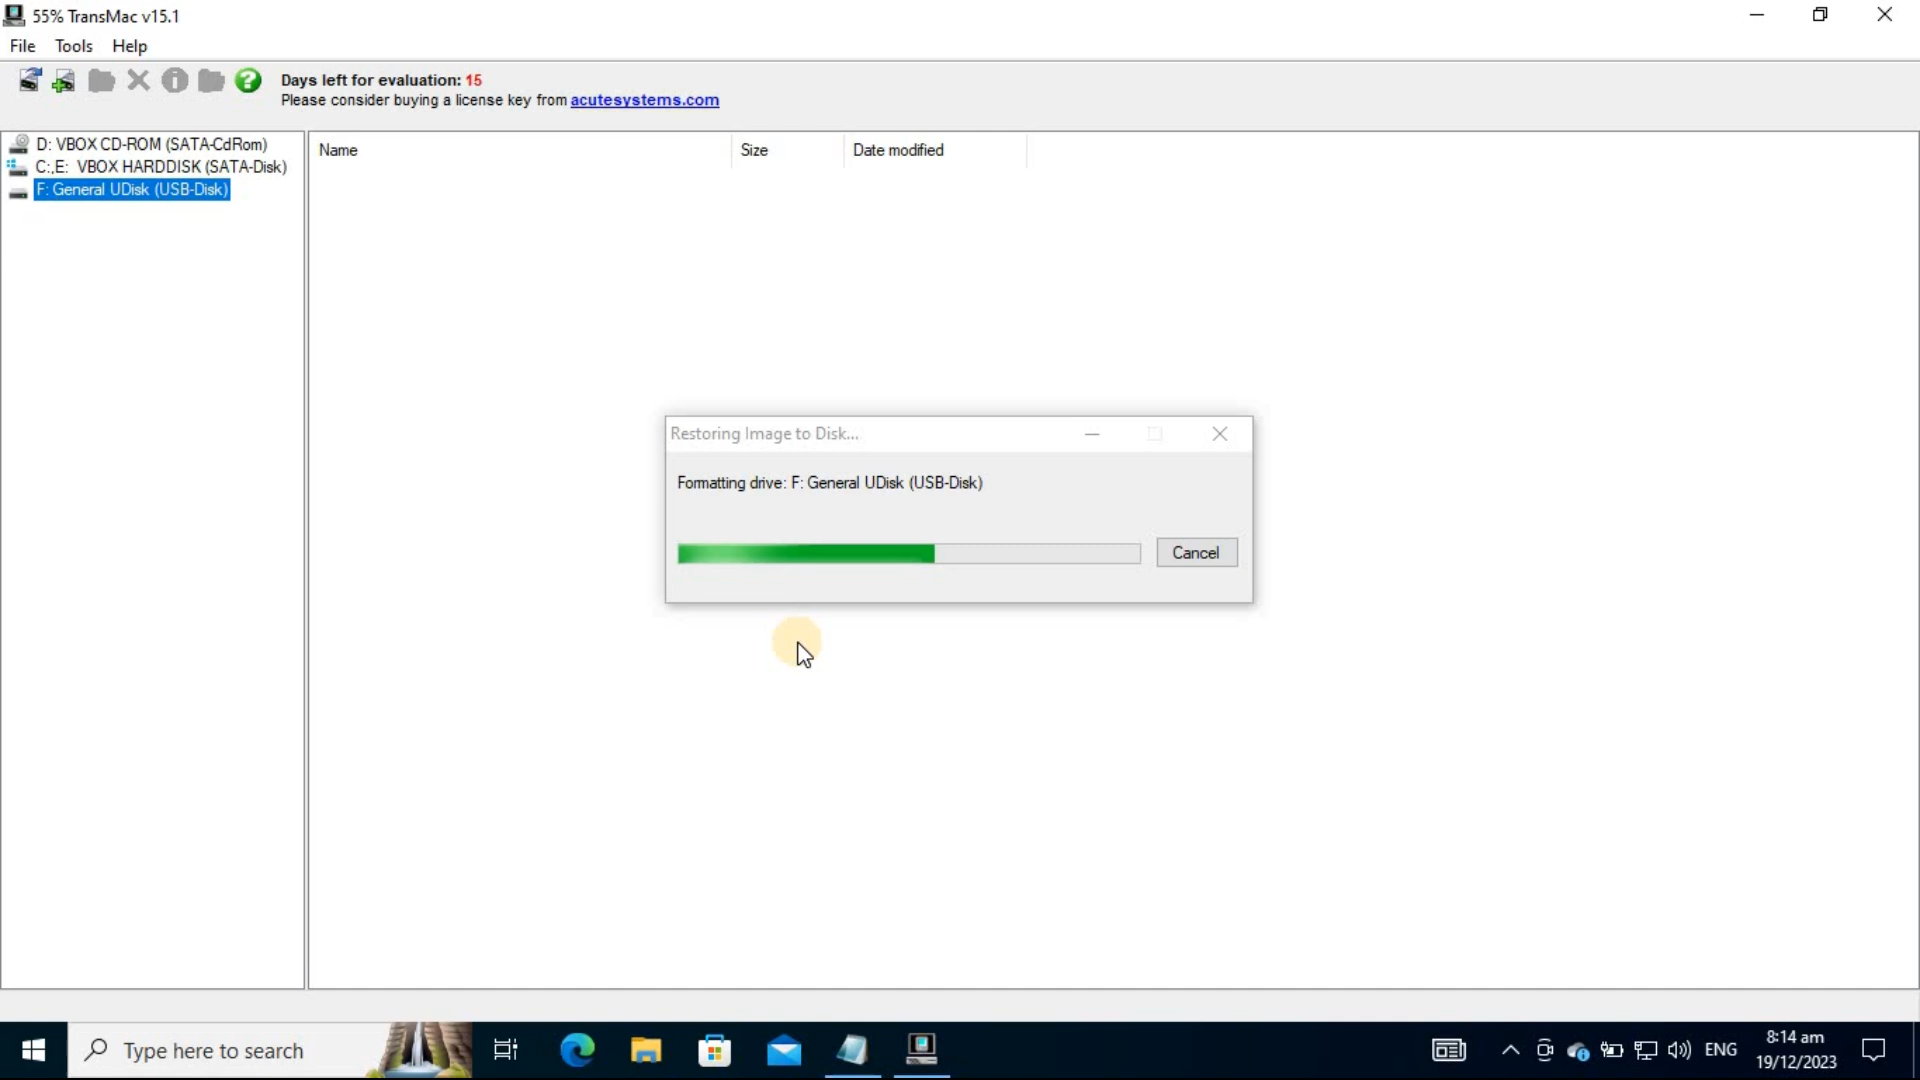 55% TransMac v15.1
File Tools Help
Days left for evaluation: 15
Please consider buying a license key from acutesystems.com
D: VBOX CD-ROM (SATA-CdRom)
C:,E: VBOX HARDDISK (SATA-Disk)
F: General UDisk (USB-Disk)
Name Size Date modified
Restoring Image to Disk...
Formatting drive: F: General UDisk (USB-Disk)
Cancel
Type here to search
ENG
8:14 am
19/12/2023